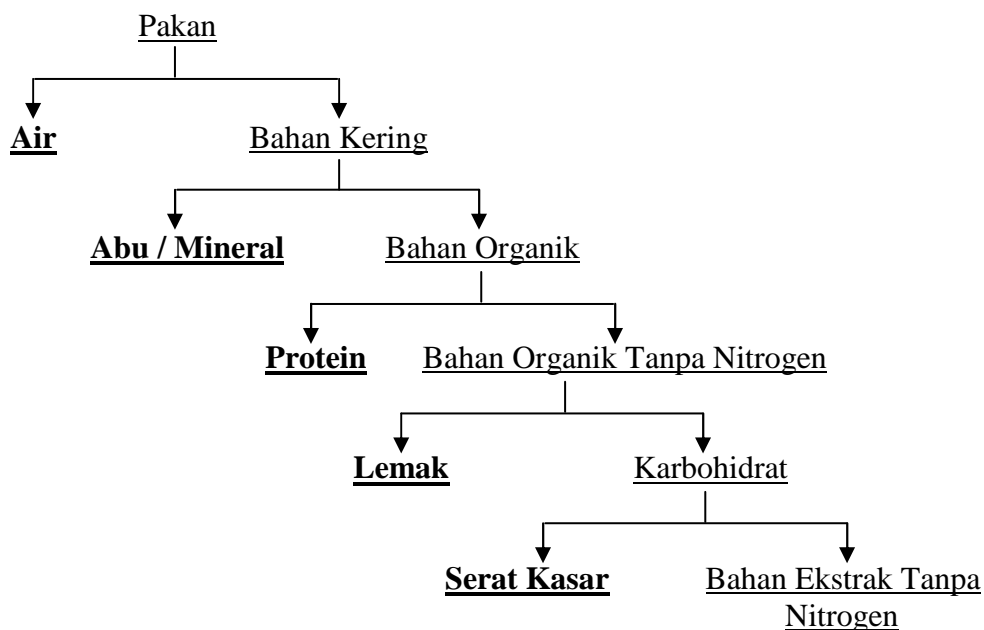 Pakan
Air
Bahan Kering
Abu / Mineral
Bahan Organik
Protein
Bahan Organik Tanpa Nitrogen
Lemak
Karbohidrat
Serat Kasar
Bahan Ekstrak Tanpa
Nitrogen